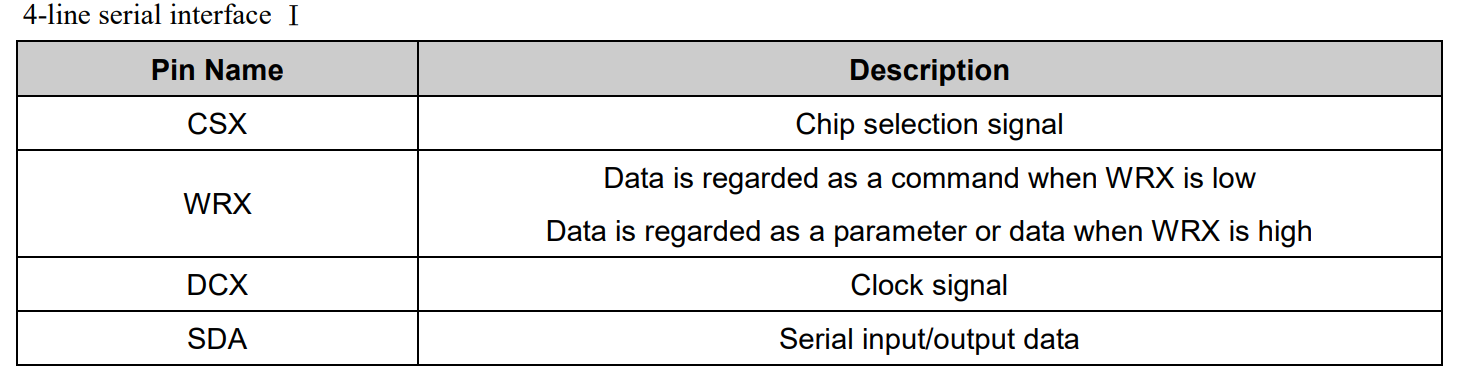 4-line serial interface Ⅰ
Pin Name Description
CSX Chip selection signal
WRX Data is regarded as a command when WRX is low
Data is regarded as a parameter or data when WRX is high
DCX Clock signal
SDA Serial input/output data